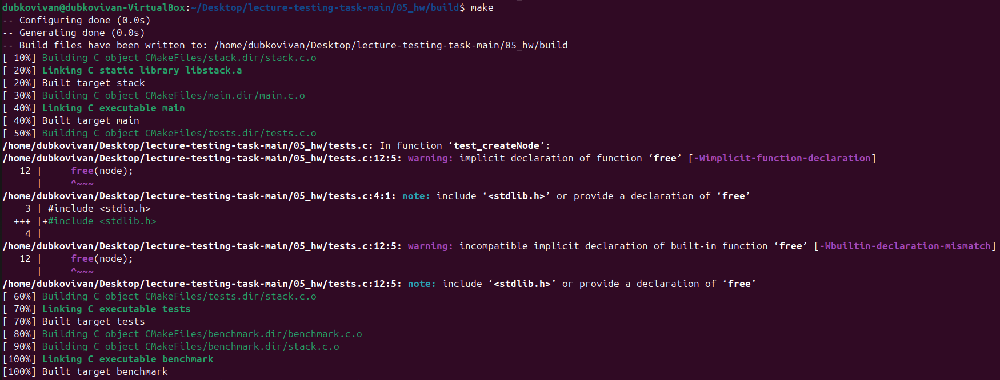 dubkovivan@dubkovivan-VirtualBox:~/Desktop/lecture-testing-task-main/05_hw/build$ make
-- Configuring done (0.0s)
-- Generating done (0.0s)
-- Build files have been written to: /home/dubkovivan/Desktop/lecture-testing-task-main/05_hw/build
[ 10%] Building C object CMakeFiles/stack.dir/stack.c.o
[ 20%] Linking C static library libstack.a
[ 20%] Built target stack
[ 30%] Building C object CMakeFiles/main.dir/main.c.o
[ 40%] Linking C executable main
[ 40%] Built target main
[ 50%] Building C object CMakeFiles/tests.dir/tests.c.o
/home/dubkovivan/Desktop/lecture-testing-task-main/05_hw/tests.c: In function ‘test_createNode’:
/home/dubkovivan/Desktop/lecture-testing-task-main/05_hw/tests.c:12:5: warning: implicit declaration of function ‘free’ [-Wimplicit-function-declaration]
   12 |     free(node);
      |     ^~~~
/home/dubkovivan/Desktop/lecture-testing-task-main/05_hw/tests.c:4:1: note: include ‘<stdlib.h>’ or provide a declaration of ‘free’
    3 | #include <stdio.h>
  +++ |+#include <stdlib.h>
    4 |
/home/dubkovivan/Desktop/lecture-testing-task-main/05_hw/tests.c:12:5: warning: incompatible implicit declaration of built-in function ‘free’ [-Wbuiltin-declaration-mismatch]
   12 |     free(node);
      |     ^~~~
/home/dubkovivan/Desktop/lecture-testing-task-main/05_hw/tests.c:12:5: note: include ‘<stdlib.h>’ or provide a declaration of ‘free’
[ 60%] Building C object CMakeFiles/tests.dir/stack.c.o
[ 70%] Linking C executable tests
[ 70%] Built target tests
[ 80%] Building C object CMakeFiles/benchmark.dir/benchmark.c.o
[ 90%] Building C object CMakeFiles/benchmark.dir/stack.c.o
[100%] Linking C executable benchmark
[100%] Built target benchmark